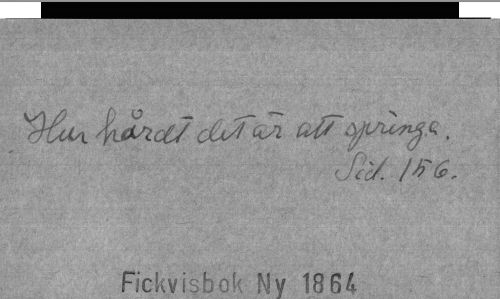 Hur hårdt det är att springa.
Sid. 156.
Fickvisbok Ny 1864